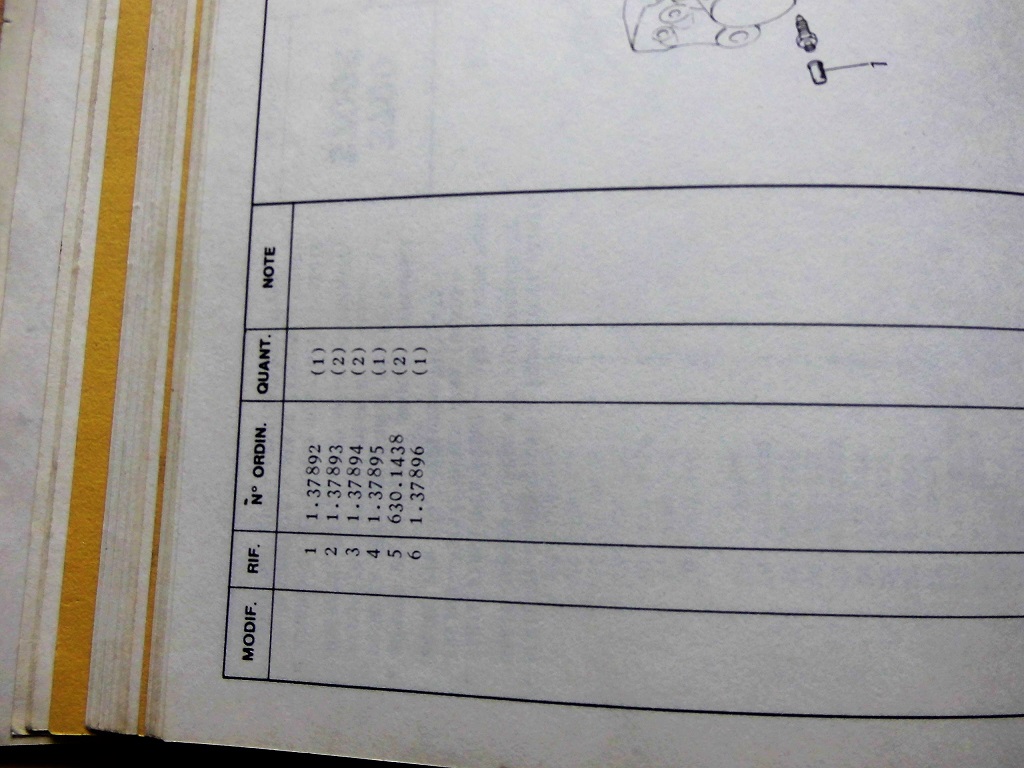 MODIF. RIF. N° ORDIN. QUANT. NOTE
1 1.37892 (1)
2 1.37893 (2)
3 1.37894 (2)
4 1.37895 (1)
5 630.1438 (2)
6 1.37896 (1)
1